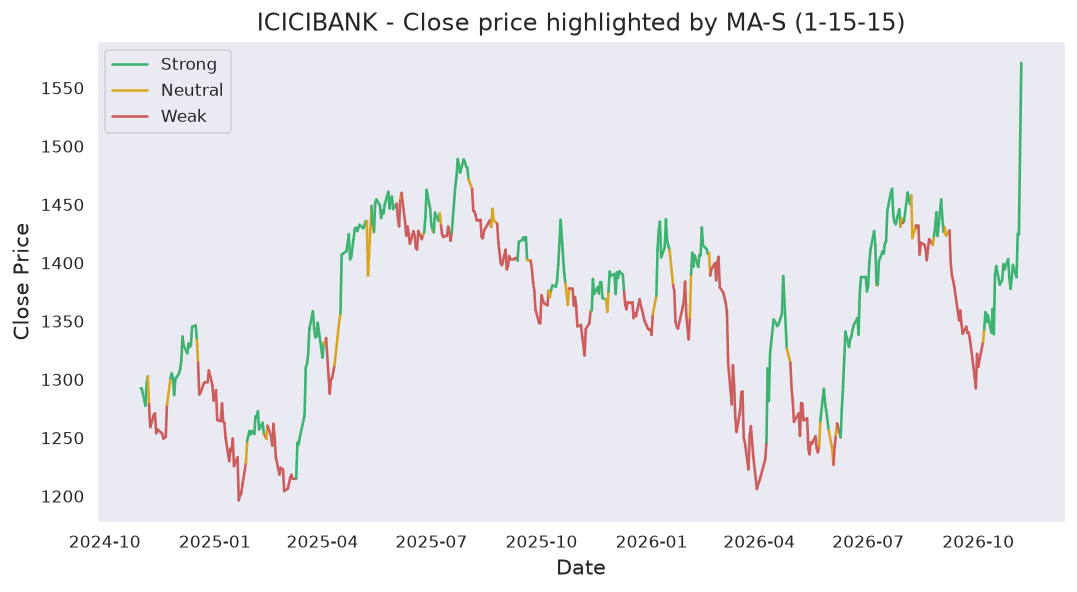 ICICIBANK - Close price highlighted by MA-S (1-15-15)
Strong
Neutral
Weak
1550
1500
1450
1400
1350
1300
1250
1200
Close Price
2024-10 2025-01 2025-04 2025-07 2025-10 2026-01 2026-04 2026-07 2026-10
Date